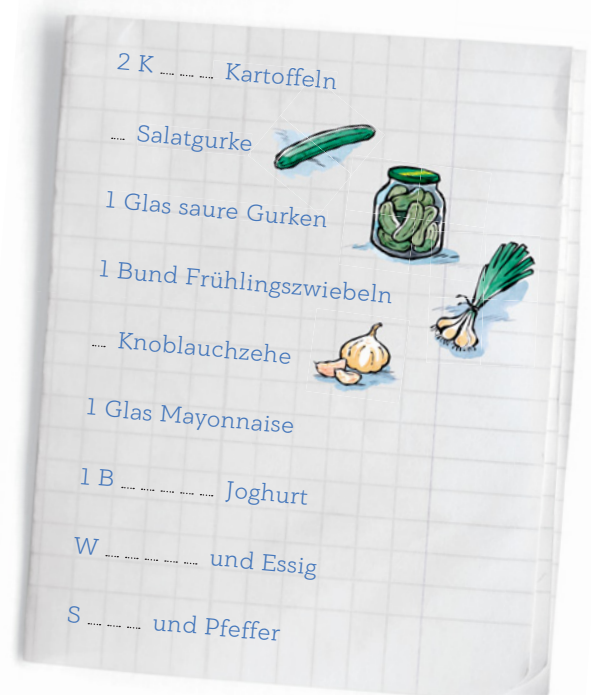 2 K ... ... ... Kartoffeln
... Salatgurke
1 Glas saure Gurken
1 Bund Frühlingszwiebeln
... Knoblauchzehe
1 Glas Mayonnaise
1 B ... ... ... ... ... Joghurt
W ... ... ... ... ... und Essig
S ... ... ... und Pfeffer